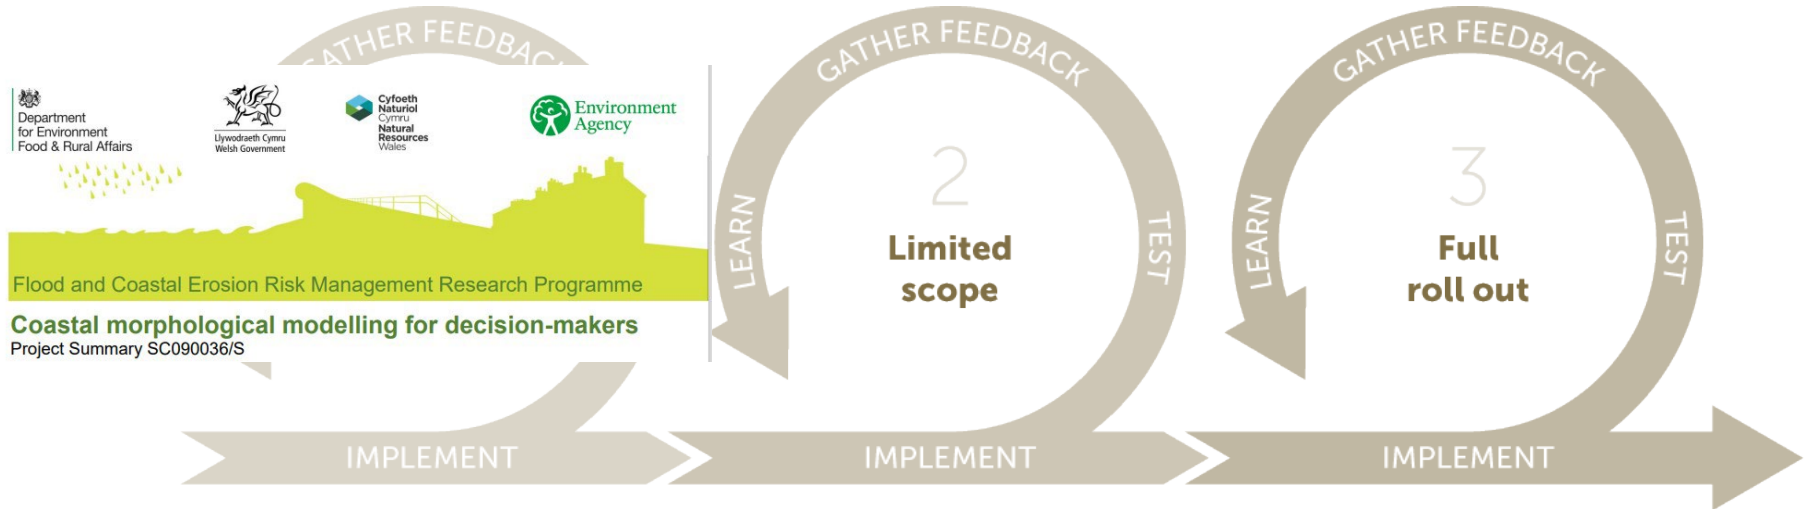 GATHER FEEDBACK
Department
for Environment
Food & Rural Affairs
Llywodraeth Cymru
Welsh Government
Cyfoeth
Naturiol
Cymru
Natural
Resources
Wales
Environment
Agency
Flood and Coastal Erosion Risk Management Research Programme
Coastal morphological modelling for decision-makers
Project Summary SC090036/S
IMPLEMENT
GATHER FEEDBACK
LEARN
TEST
2
Limited
scope
IMPLEMENT
GATHER FEEDBACK
LEARN
TEST
3
Full
roll out
IMPLEMENT